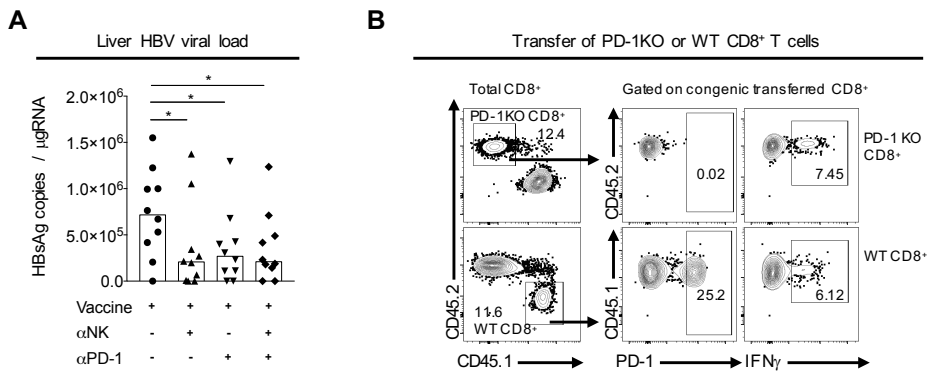 A
Liver HBV viral load
HBsAg copies / μgRNA
2.0×10⁶
1.5×10⁶
1.0×10⁶
5.0×10⁵
0.0
*
*
*
Vaccine + + + +
αNK - + - +
αPD-1 - - + +
B
Transfer of PD-1KO or WT CD8⁺ T cells
Total CD8⁺
Gated on congenic transferred CD8⁺
PD-1KO CD8⁺
12.4
CD45.2
0.02
7.45
PD-1 KO
CD8⁺
CD45.2
11.6
WT CD8⁺
CD45.1
25.2
6.12
WT CD8⁺
CD45.1
PD-1
IFNγ